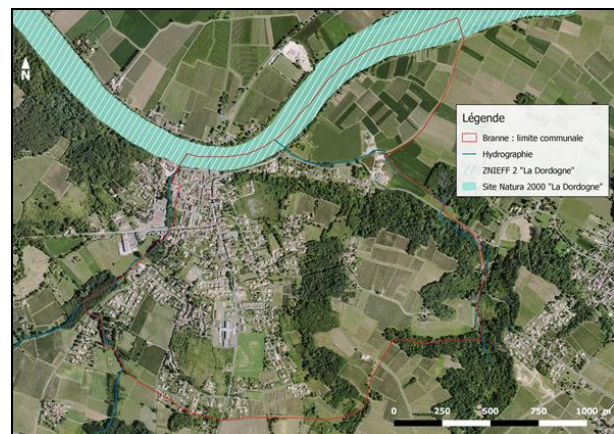 N
Légende
Branne : limite communale
Hydrographie
ZNIEFF 2 "La Dordogne"
Site Natura 2000 "La Dordogne"
0 250 500 750 1000 m